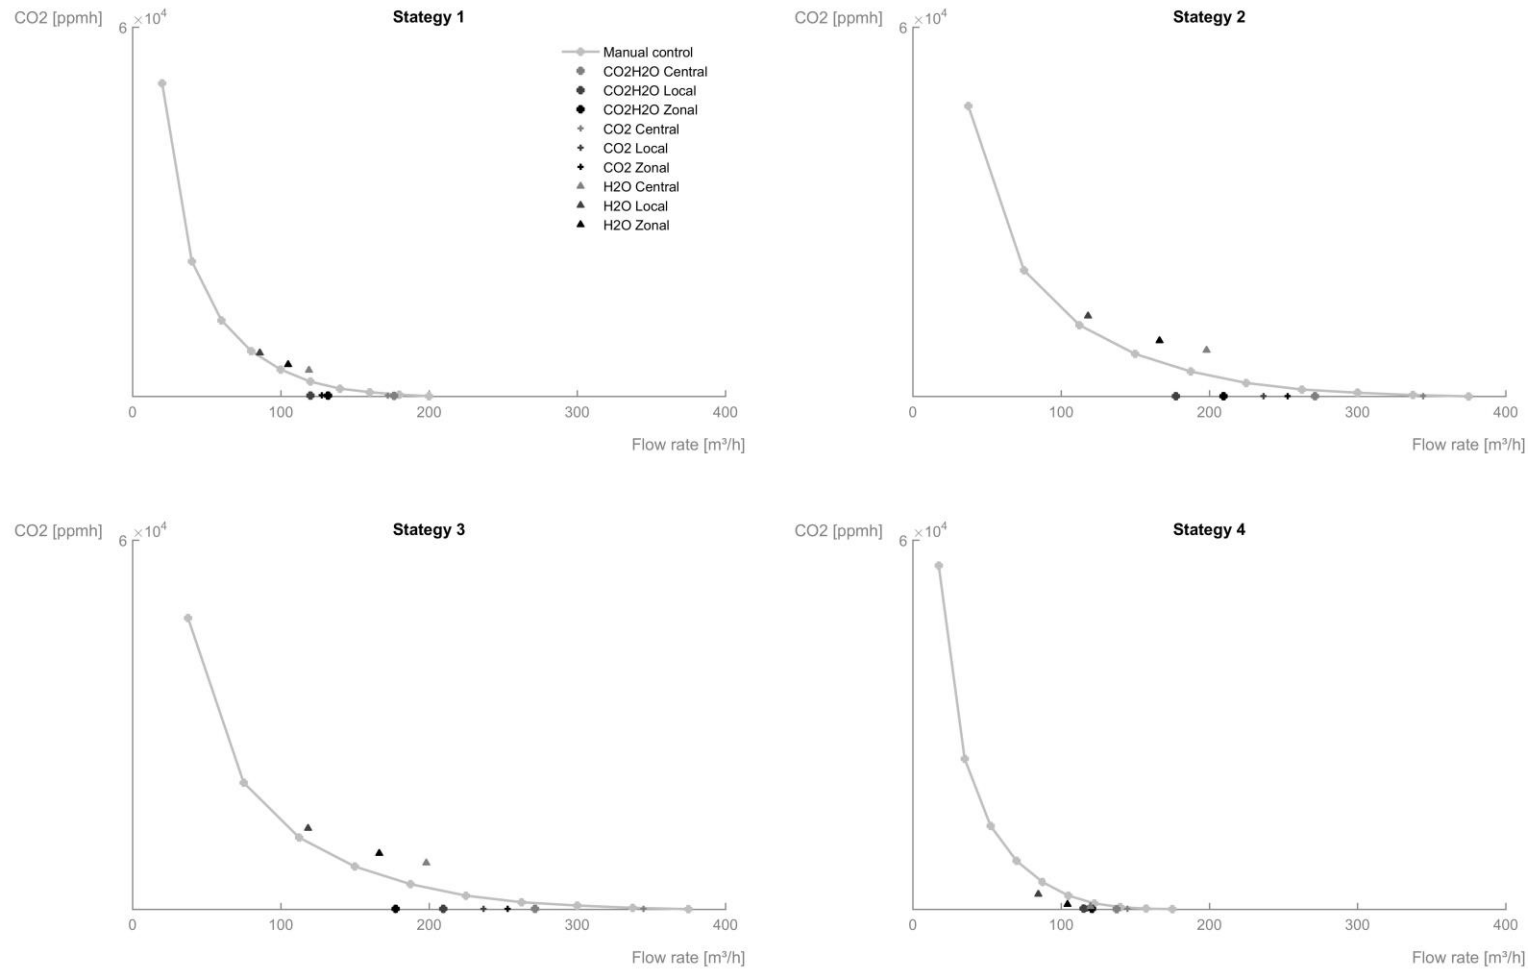 CO2 [ppmh]
Stategy 1
6 ×10⁴
Manual control
CO2H2O Central
CO2H2O Local
CO2H2O Zonal
CO2 Central
CO2 Local
CO2 Zonal
H2O Central
H2O Local
H2O Zonal
0 100 200 300 400
Flow rate [m³/h]
CO2 [ppmh]
Stategy 2
6 ×10⁴
0 100 200 300 400
Flow rate [m³/h]
CO2 [ppmh]
Stategy 3
6 ×10⁴
0 100 200 300 400
Flow rate [m³/h]
CO2 [ppmh]
Stategy 4
6 ×10⁴
0 100 200 300 400
Flow rate [m³/h]